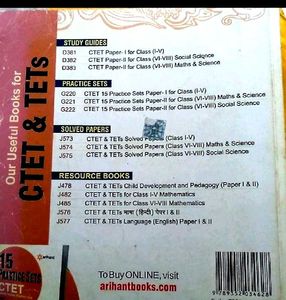 Our Useful Books for
CTET & TETs
STUDY GUIDES
D381 CTET Paper-I for Class (I-V)
D382 CTET Paper-II for Class (VI-VIII) Social Science
D383 CTET Paper-II for Class (VI-VIII) Maths & Science
PRACTICE SETS
G220 CTET 15 Practice Sets Paper-I for Class (I-V)
G221 CTET 15 Practice Sets Paper-II for Class (VI-VIII) Maths & Science
G222 CTET 15 Practice Sets Paper-II for Class (VI-VIII) Social Science
SOLVED PAPERS
J573 CTET & TETs Solved Papers (Class I-V)
J574 CTET & TETs Solved Papers (Class VI-VIII) Maths & Science
J575 CTET & TETs Solved Papers (Class VI-VIII) Social Science
RESOURCE BOOKS
J478 CTET & TETs Child Development and Pedagogy (Paper I & II)
J482 CTET & TETs for Class I-V Mathematics
J485 CTET & TETs for Class VI-VIII Mathematics
J576 CTET & TETs भाषा (हिन्दी) पेपर I & II
J577 CTET & TETs Language (English) Paper I & II
arihant
15
PRACTICE SETS
CTET
To Buy ONLINE, visit
arihantbooks.com
9 789352 034628